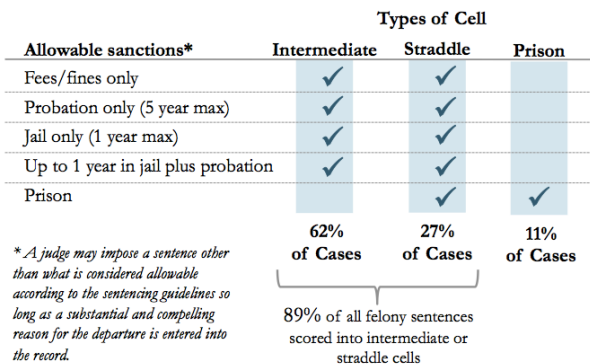 Types of Cell
Allowable sanctions* Intermediate Straddle Prison
Fees/fines only ✓ ✓
Probation only (5 year max) ✓ ✓
Jail only (1 year max) ✓ ✓
Up to 1 year in jail plus probation ✓ ✓
Prison ✓ ✓
62% 27% 11%
of Cases of Cases of Cases
* A judge may impose a sentence other
than what is considered allowable
according to the sentencing guidelines so
long as a substantial and compelling
reason for the departure is entered into
the record.
89% of all felony sentences
scored into intermediate or
straddle cells